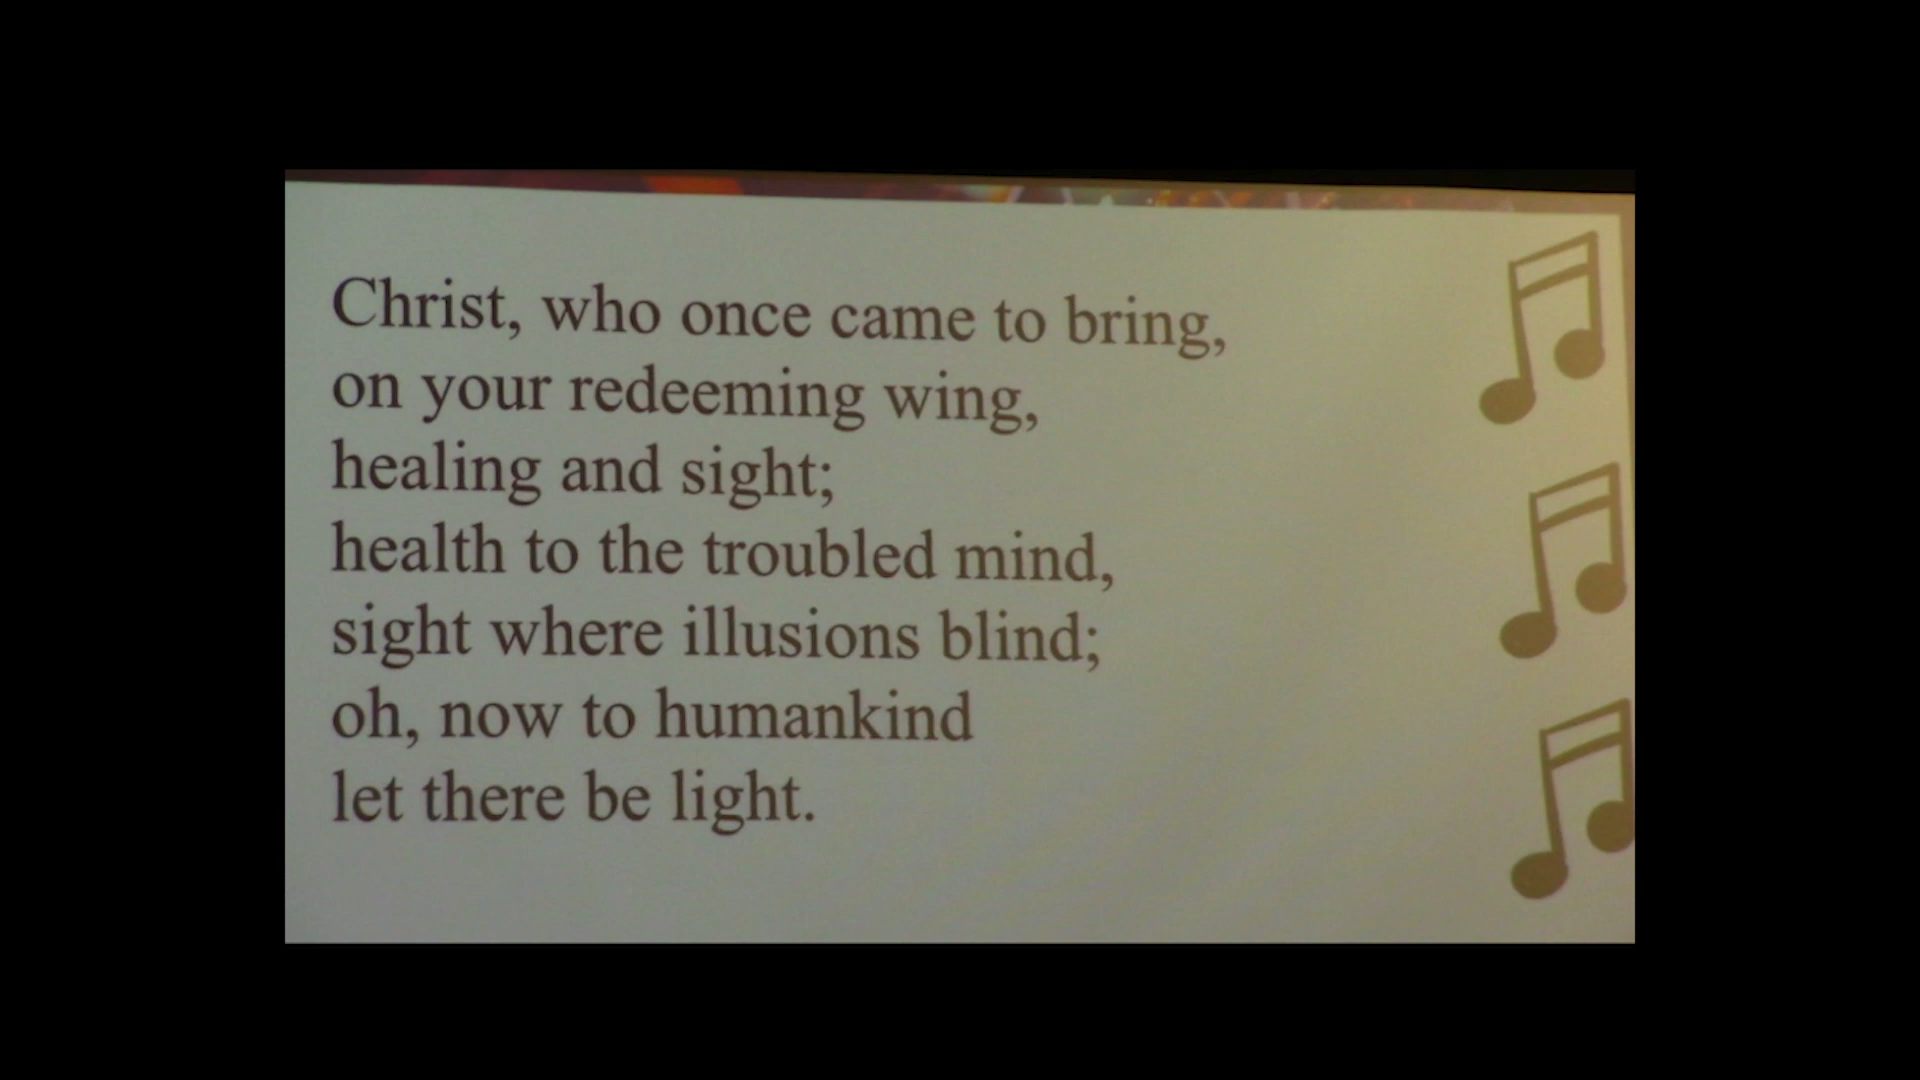 Christ, who once came to bring,
on your redeeming wing,
healing and sight;
health to the troubled mind,
sight where illusions blind;
oh, now to humankind
let there be light.